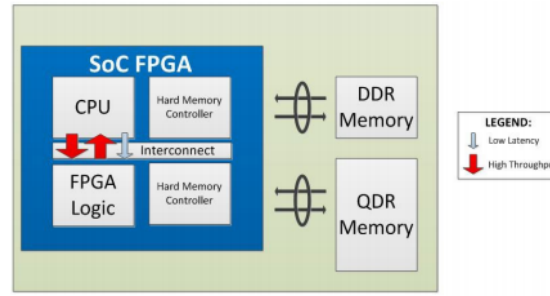 SoC FPGA
CPU
Hard Memory
Controller
DDR
Memory
Interconnect
FPGA
Logic
Hard Memory
Controller
QDR
Memory
LEGEND:
Low Latency
High Throughp